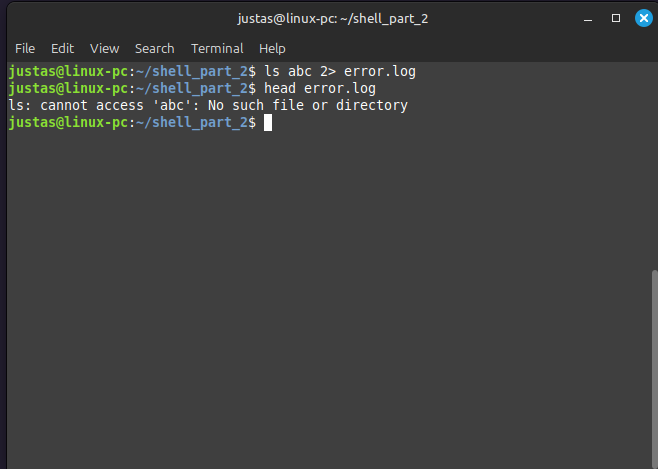 justas@linux-pc: ~/shell_part_2
File Edit View Search Terminal Help
justas@linux-pc:~/shell_part_2$ ls abc 2> error.log
justas@linux-pc:~/shell_part_2$ head error.log
ls: cannot access 'abc': No such file or directory
justas@linux-pc:~/shell_part_2$